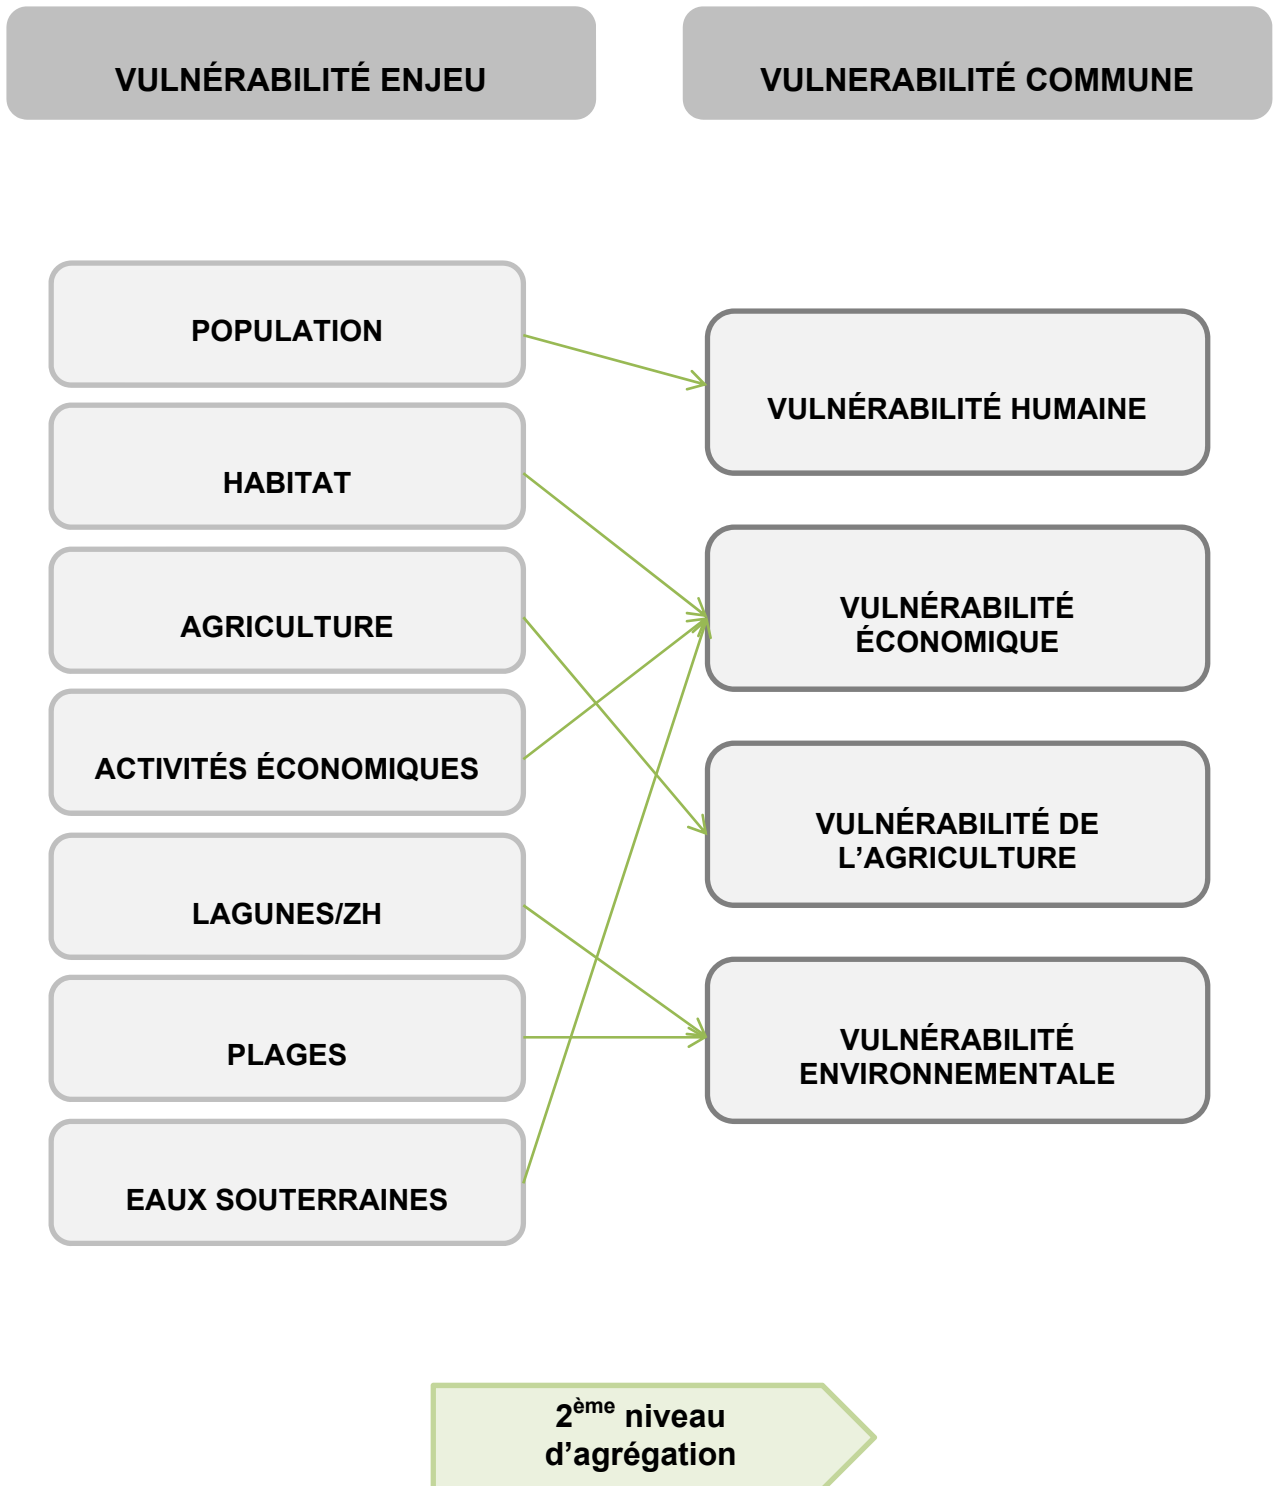 VULNÉRABILITÉ ENJEU
VULNERABILITÉ COMMUNE
POPULATION
HABITAT
AGRICULTURE
ACTIVITÉS ÉCONOMIQUES
LAGUNES/ZH
PLAGES
EAUX SOUTERRAINES
VULNÉRABILITÉ HUMAINE
VULNÉRABILITÉ
ÉCONOMIQUE
VULNÉRABILITÉ DE
L’AGRICULTURE
VULNÉRABILITÉ
ENVIRONNEMENTALE
2ème niveau
d’agrégation